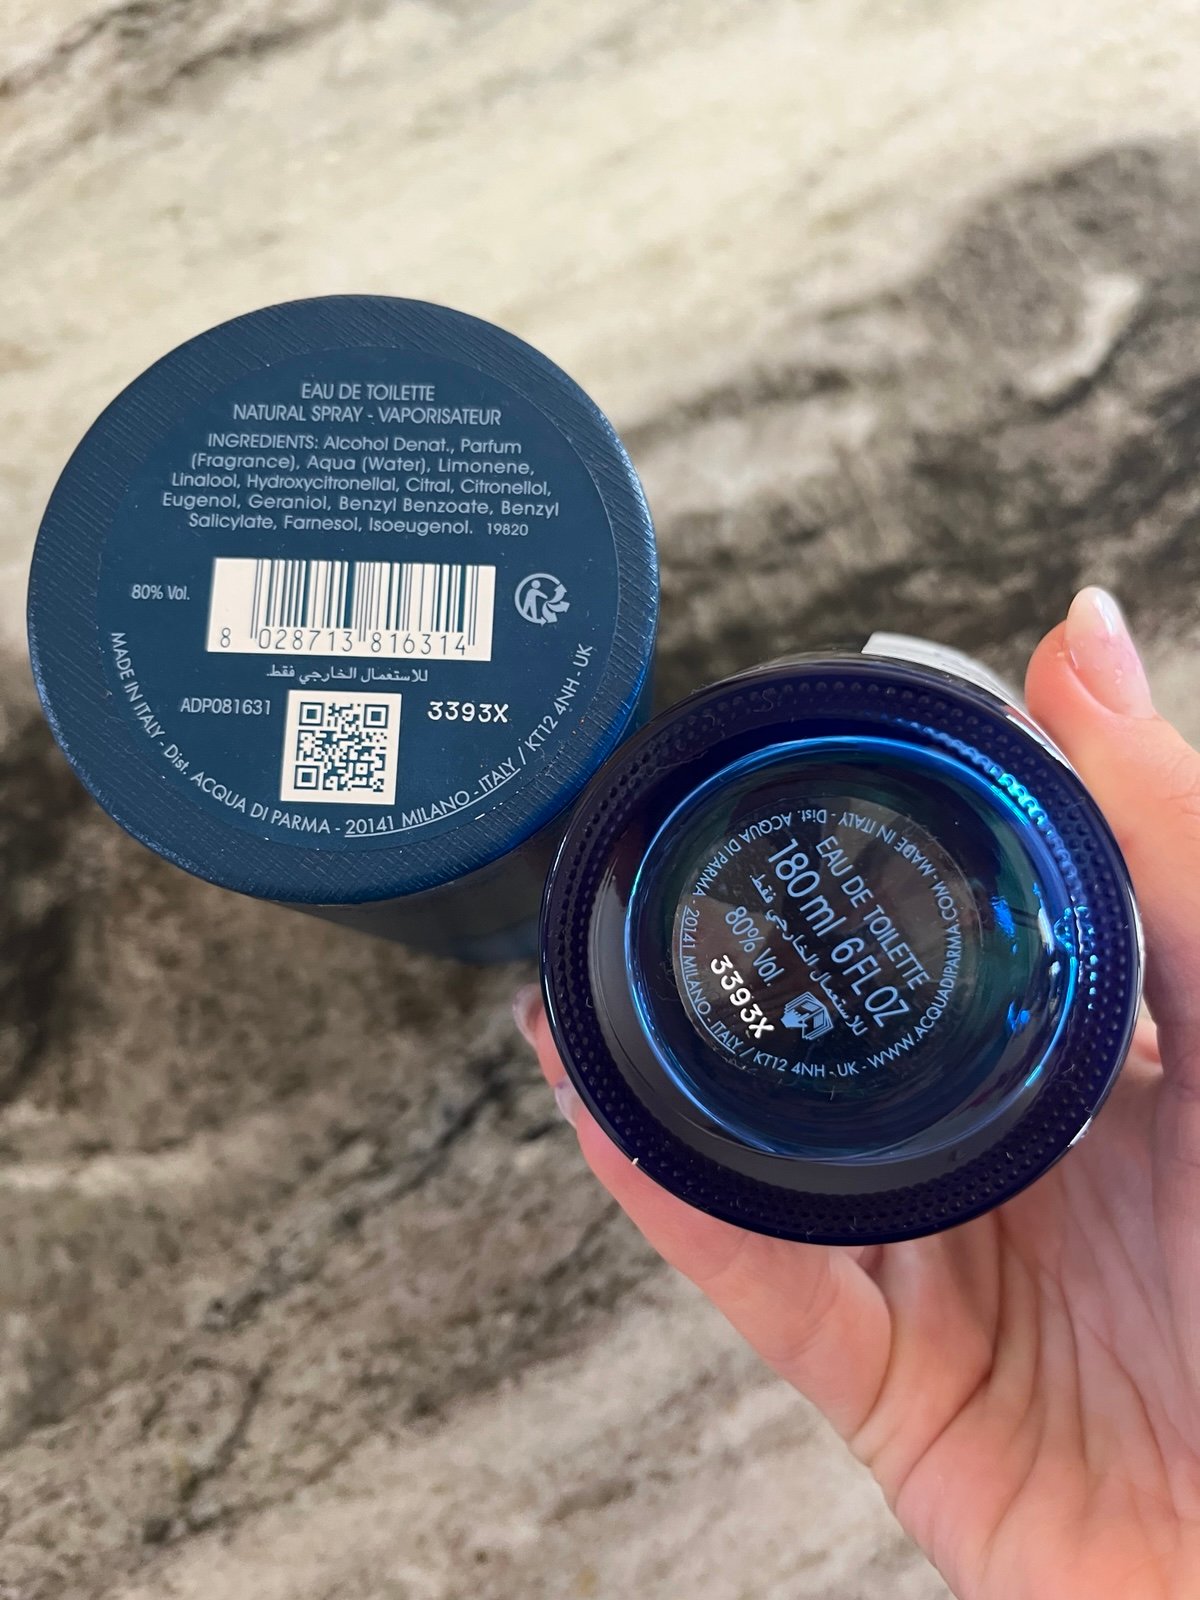 EAU DE TOILETTE
NATURAL SPRAY - VAPORISATEUR
INGREDIENTS: Alcohol Denat., Parfum
(Fragrance), Aqua (Water), Limonene,
Linalool, Hydroxycitronellal, Citral, Citronellol,
Eugenol, Geraniol, Benzyl Benzoate, Benzyl
Salicylate, Farnesol, Isoeugenol. 19820
80% Vol.
8 028713 816314
للاستعمال الخارجي فقط.
ADP081631
3393X
MADE IN ITALY - Dist. ACQUA DI PARMA - 20141 MILANO - ITALY / KT12 4NH - UK
EAU DE TOILETTE
180 ml 6 FL OZ
للاستعمال الخارجي فقط.
80% Vol.
3393X
MADE IN ITALY - Dist. ACQUA DI PARMA - 20141 MILANO - ITALY / KT12 4NH - UK - WWW.ACQUADIPARMA.COM